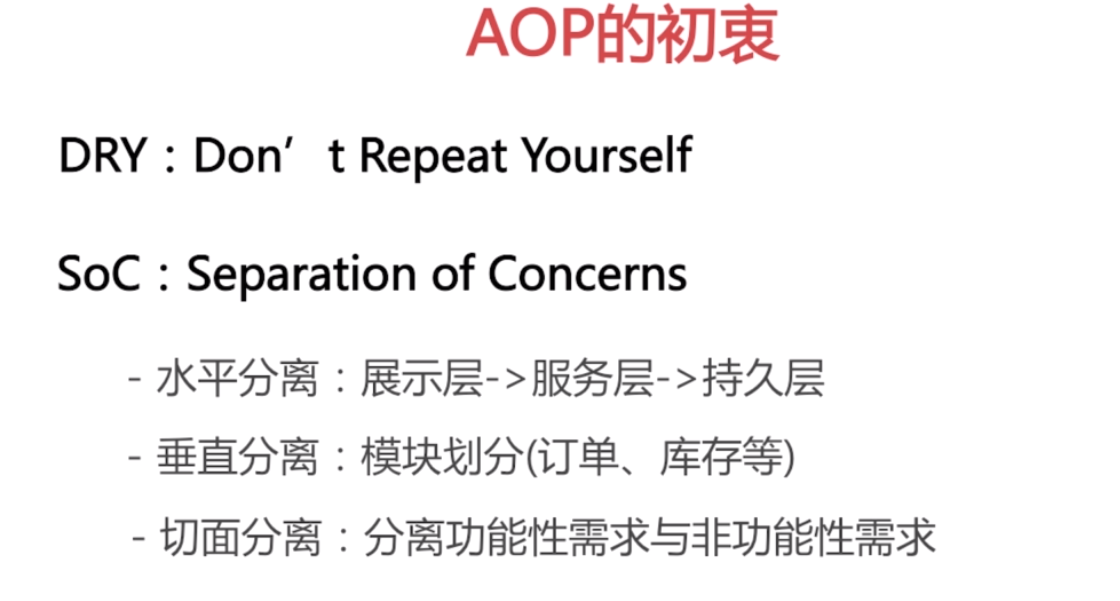 AOP的初衷
DRY：Don’t Repeat Yourself
SoC：Separation of Concerns
- 水平分离：展示层->服务层->持久层
- 垂直分离：模块划分(订单、库存等)
- 切面分离：分离功能性需求与非功能性需求